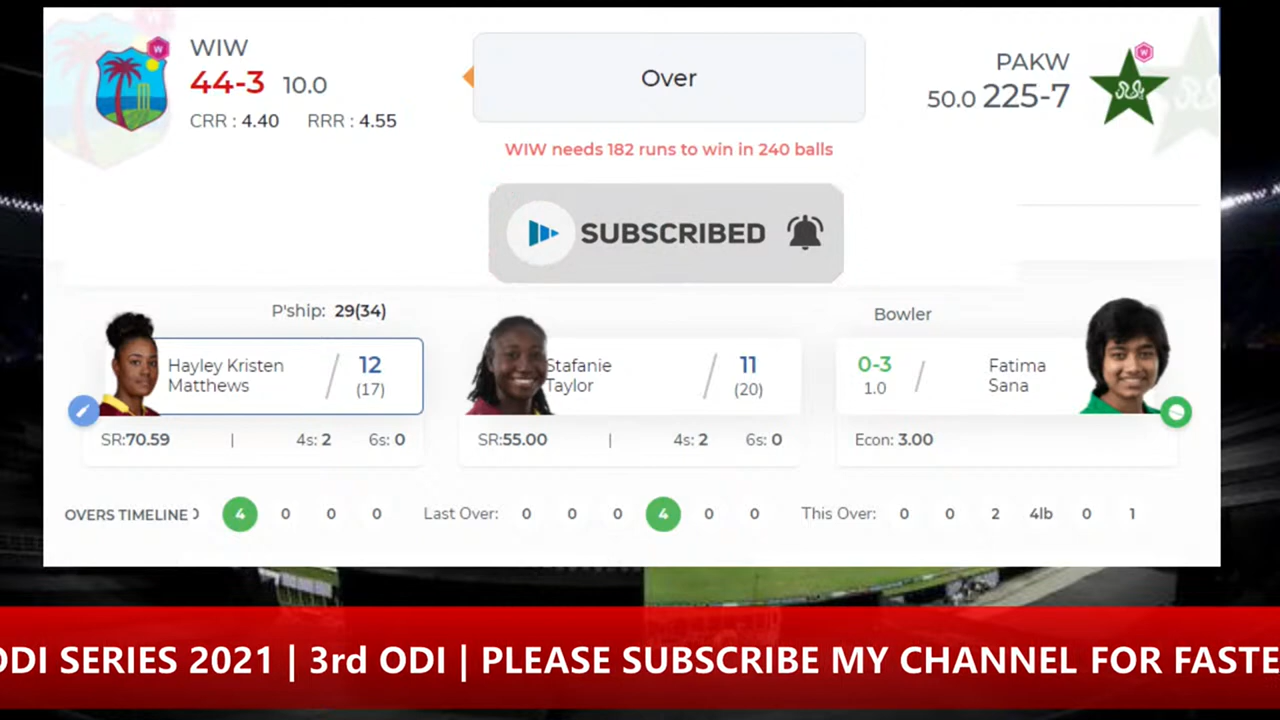 WIW
44-3 10.0
CRR : 4.40 RRR : 4.55
Over
PAKW
50.0 225-7
WIW needs 182 runs to win in 240 balls
SUBSCRIBED
P'ship: 29(34)
Bowler
Hayley Kristen Matthews / 12 (17)
SR:70.59 | 4s: 2 6s: 0
Stafanie Taylor / 11 (20)
SR:55.00 | 4s: 2 6s: 0
0-3 1.0 / Fatima Sana
Econ: 3.00
OVERS TIMELINE 4 0 0 0 Last Over: 0 0 0 4 0 0 This Over: 0 0 2 4lb 0 1
ODI SERIES 2021 | 3rd ODI | PLEASE SUBSCRIBE MY CHANNEL FOR FASTE